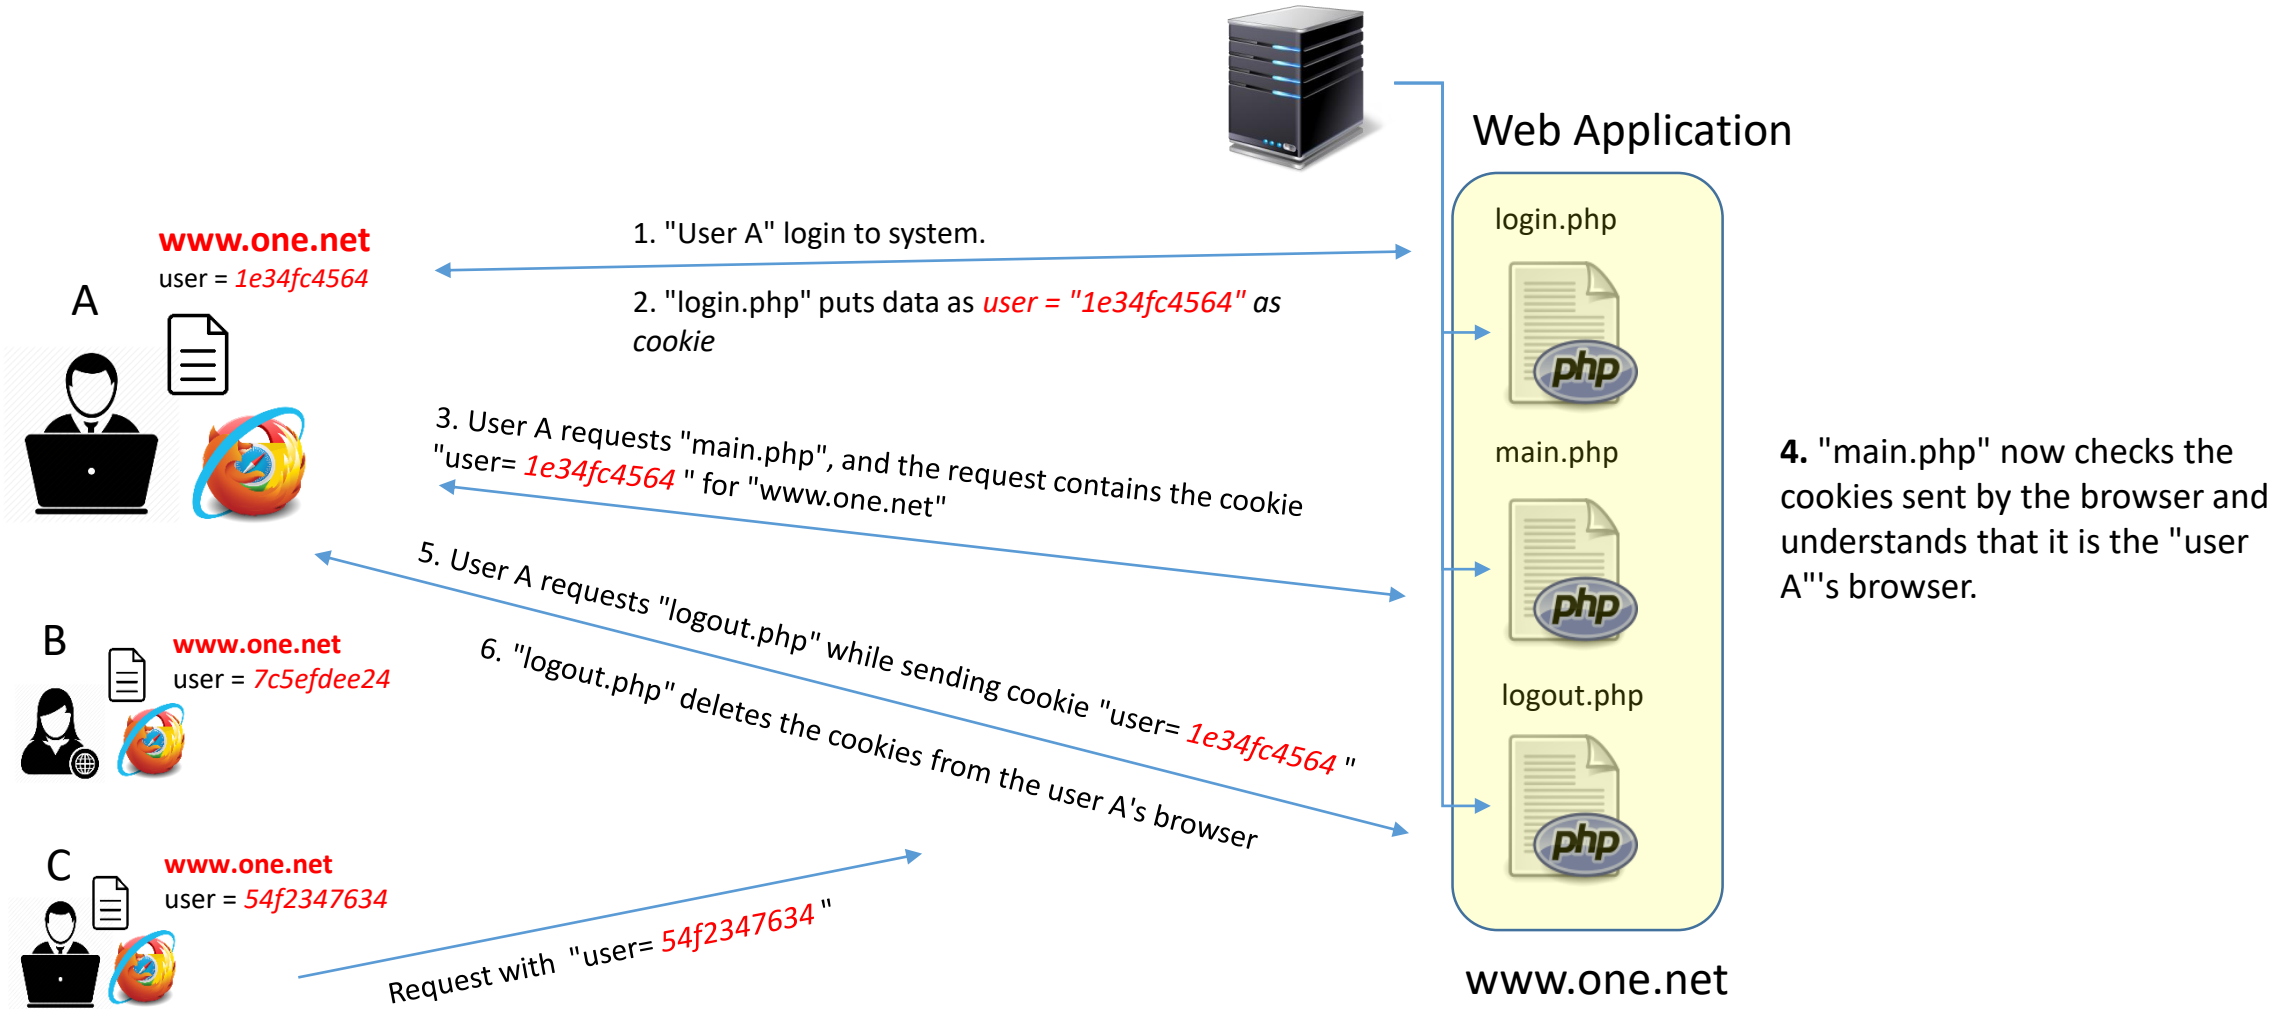 Web Application
www.one.net
user = 1e34fc4564
A
1. "User A" login to system.
2. "login.php" puts data as user = "1e34fc4564" as
cookie
login.php
php
3. User A requests "main.php", and the request contains the cookie
"user= 1e34fc4564 " for "www.one.net"
main.php
php
4. "main.php" now checks the
cookies sent by the browser and
understands that it is the "user
A"'s browser.
5. User A requests "logout.php" while sending cookie "user= 1e34fc4564 "
6. "logout.php" deletes the cookies from the user A's browser
B
www.one.net
user = 7c5efdee24
logout.php
php
C
www.one.net
user = 54f2347634
Request with "user= 54f2347634 "
www.one.net